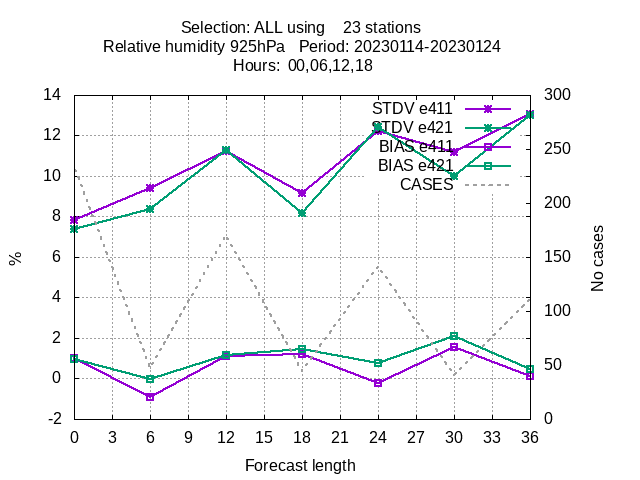 Selection: ALL using    23 stations
Relative humidity 925hPa   Period: 20230114-20230124
Hours:  00,06,12,18
14 300
STDV e411
12 STDV e421 250
BIAS e411
10 BIAS e421
CASES
8 200
6 150
4 100
2 50
0
-2 0
%
No cases
0 3 6 9 12 15 18 21 24 27 30 33 36
Forecast length